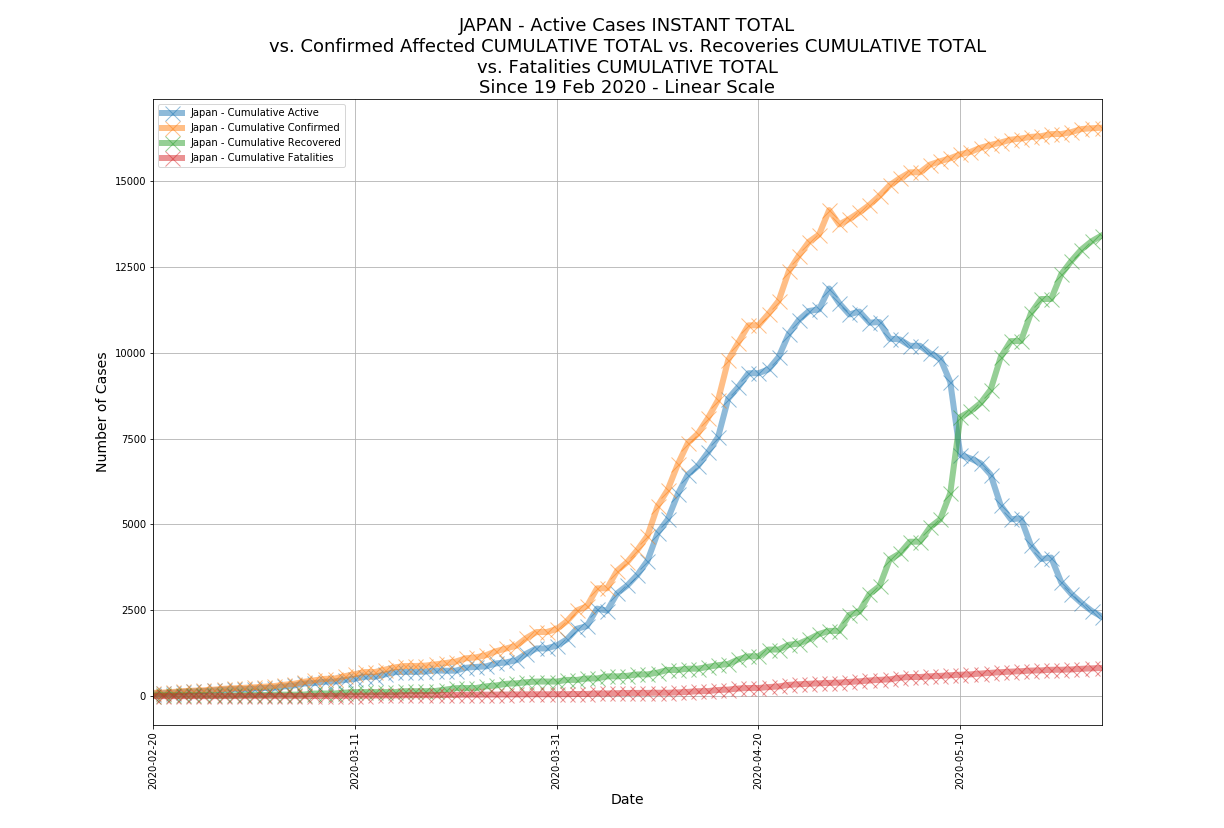 JAPAN - Active Cases INSTANT TOTAL
vs. Confirmed Affected CUMULATIVE TOTAL vs. Recoveries CUMULATIVE TOTAL
vs. Fatalities CUMULATIVE TOTAL
Since 19 Feb 2020 - Linear Scale
Japan - Cumulative Active
Japan - Cumulative Confirmed
Japan - Cumulative Recovered
Japan - Cumulative Fatalities
Number of Cases
15000
12500
10000
7500
5000
2500
0
2020-02-20
2020-03-11
2020-03-31
2020-04-20
2020-05-10
Date